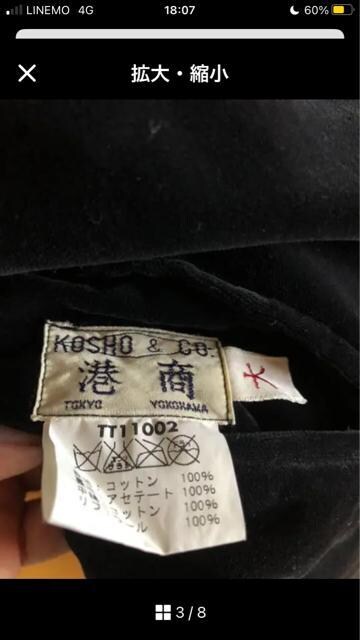 LINEMO 4G
18:07
60%
拡大・縮小
KOSHO & CO.
港 商
TOKYO YOKOHAMA
大
TT11002
コットン 100%
アセテート 100%
コットン 100%
100%
3 / 8